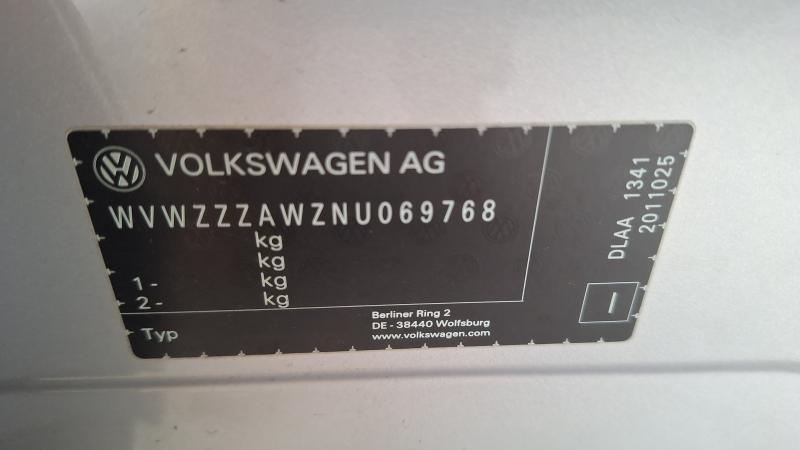 VOLKSWAGEN AG
WVWZZZAWZNU069768
kg
kg
1 - kg
2 - kg
Typ
Berliner Ring 2
DE - 38440 Wolfsburg
www.volkswagen.com
DLAA 1341
2011025